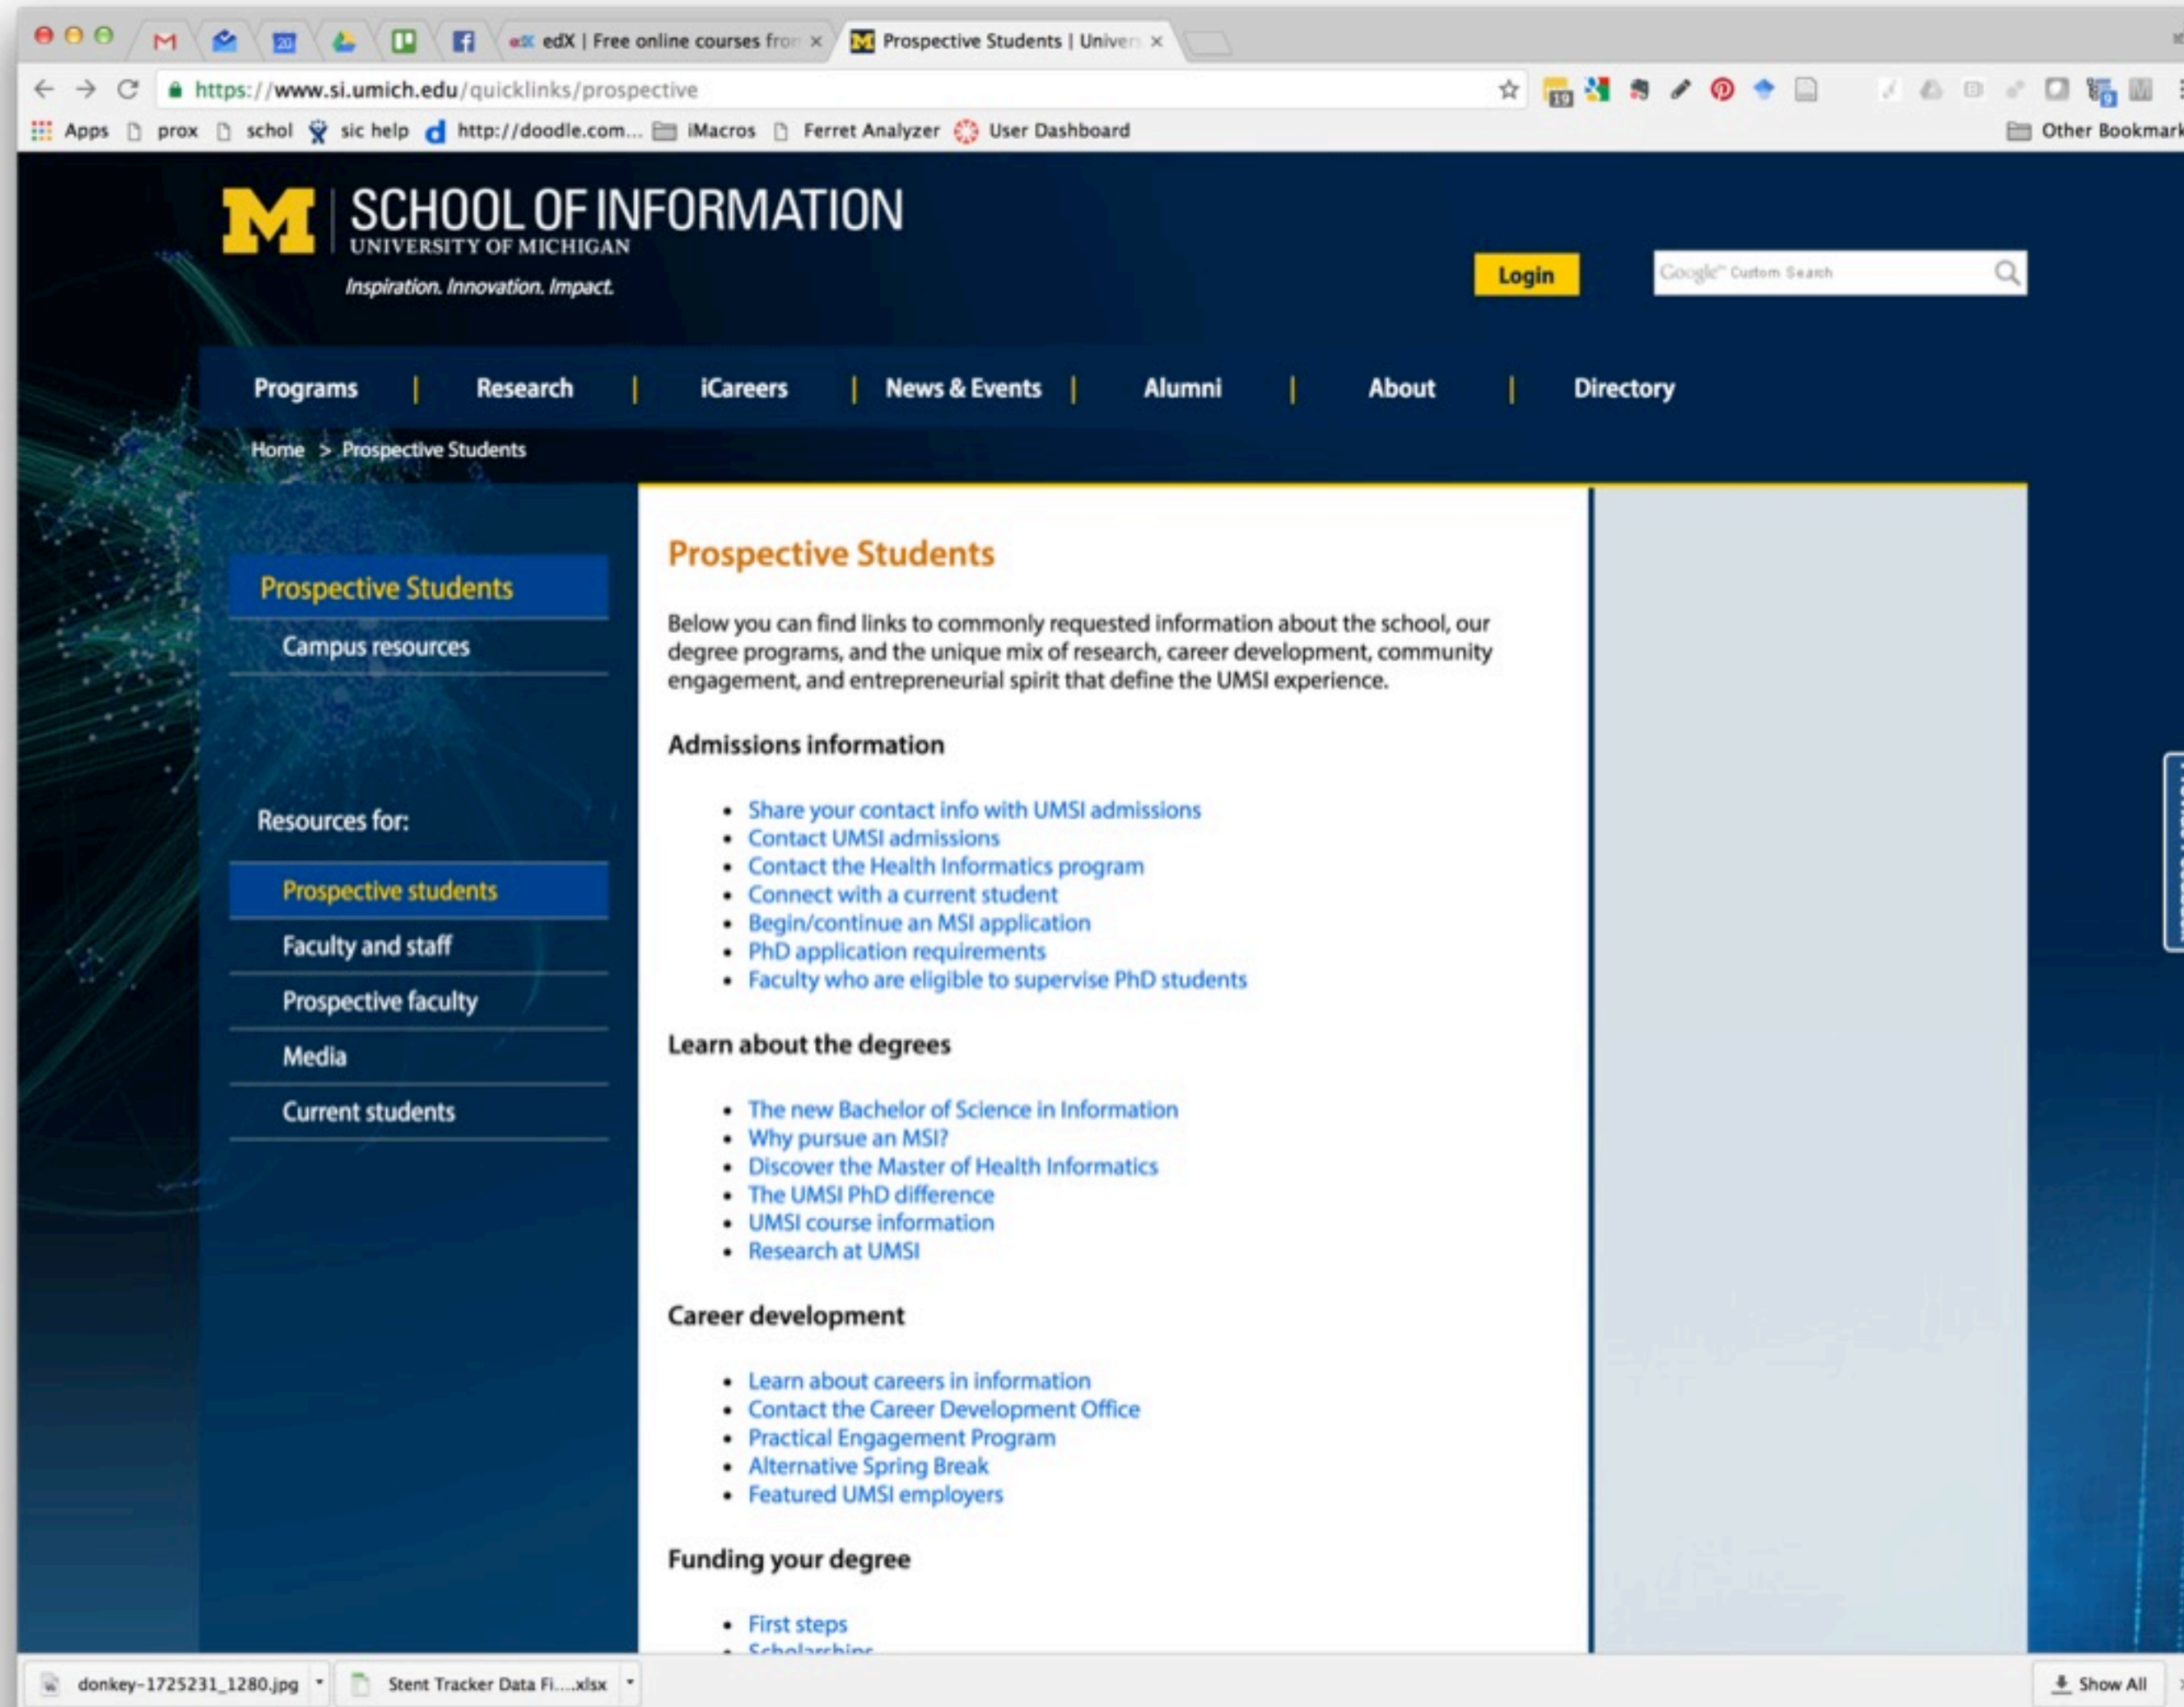 edX | Free online courses fron
Prospective Students | Univers
https://www.si.umich.edu/quicklinks/prospective
19
9
Apps prox schol sic help http://doodle.com... iMacros Ferret Analyzer User Dashboard Other Bookmark
M SCHOOL OF INFORMATION
UNIVERSITY OF MICHIGAN
Inspiration. Innovation. Impact.
Login
Google™ Custom Search
Programs | Research | iCareers | News & Events | Alumni | About | Directory
Home > Prospective Students
Prospective Students
Campus resources
Resources for:
Prospective students
Faculty and staff
Prospective faculty
Media
Current students
Prospective Students
Below you can find links to commonly requested information about the school, our
degree programs, and the unique mix of research, career development, community
engagement, and entrepreneurial spirit that define the UMSI experience.
Admissions information
• Share your contact info with UMSI admissions
• Contact UMSI admissions
• Contact the Health Informatics program
• Connect with a current student
• Begin/continue an MSI application
• PhD application requirements
• Faculty who are eligible to supervise PhD students
Learn about the degrees
• The new Bachelor of Science in Information
• Why pursue an MSI?
• Discover the Master of Health Informatics
• The UMSI PhD difference
• UMSI course information
• Research at UMSI
Career development
• Learn about careers in information
• Contact the Career Development Office
• Practical Engagement Program
• Alternative Spring Break
• Featured UMSI employers
Funding your degree
• First steps
• Scholarships
donkey-1725231_1280.jpg
Stent Tracker Data Fi....xlsx
Show All